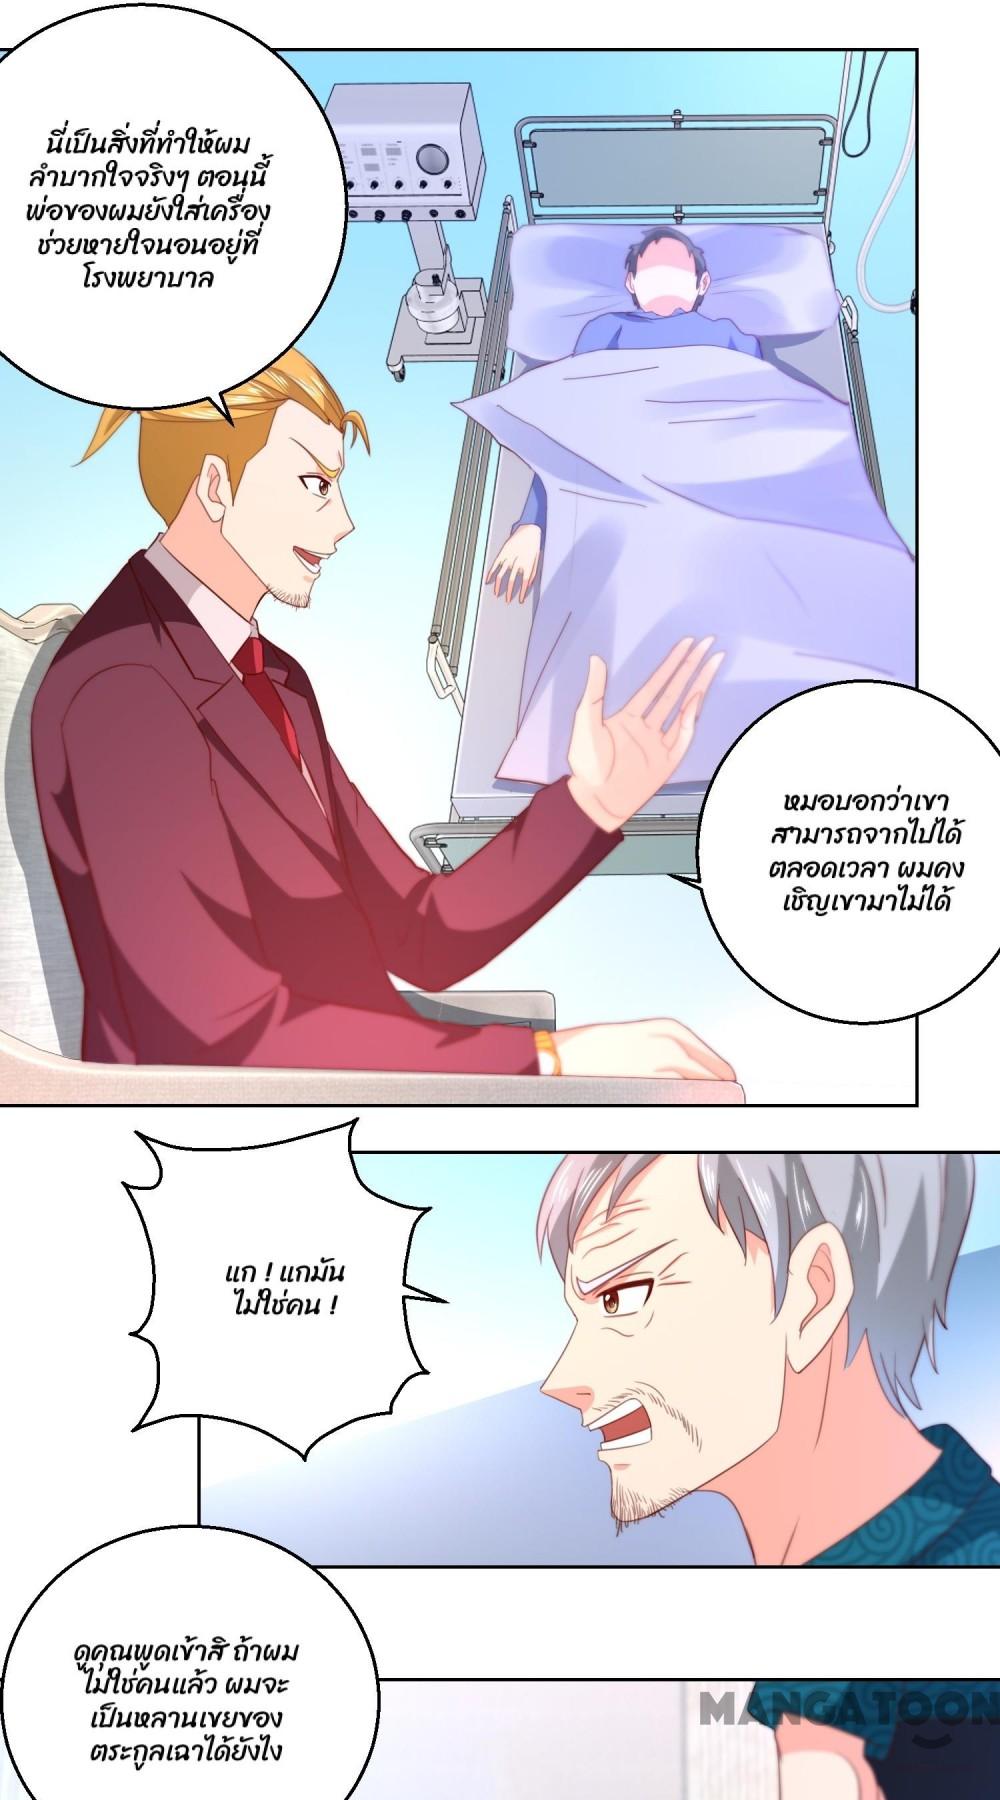 นี่เป็นสิ่งที่ทำให้ผม
ลำบากใจจริงๆ ตอนนี้
พ่อของผมยังใส่เครื่อง
ช่วยหายใจนอนอยู่ที่
โรงพยาบาล
หมอบอกว่าเขา
สามารถจากไปได้
ตลอดเวลา ผมคง
เชิญเขามาไม่ได้
แก ! แกมัน
ไม่ใช่คน !
ดูคุณพูดเข้าสิ ถ้าผม
ไม่ใช่คนแล้ว ผมจะ
เป็นหลานเขยของ
ตระกูลเฉาได้ยังไง
MANGATOON